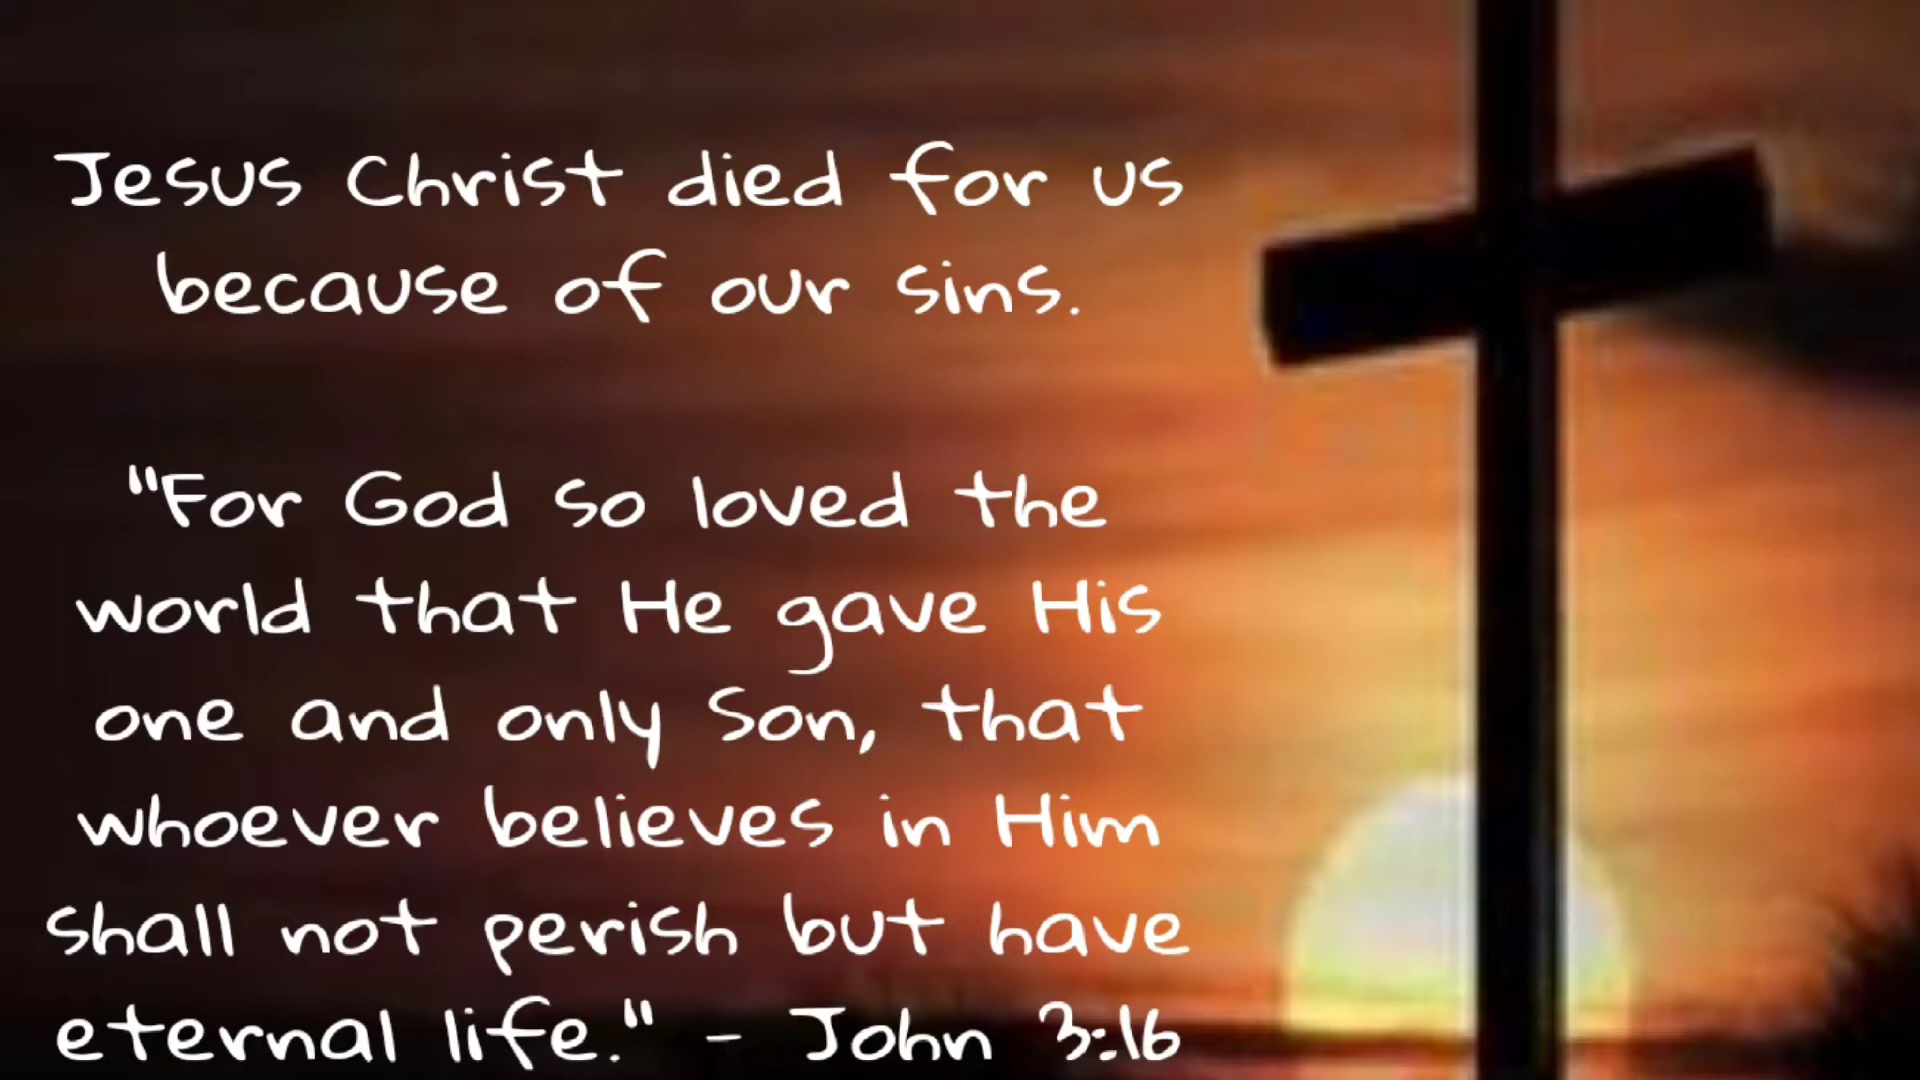 Jesus Christ died for us
because of our sins.
"For God so loved the
world that He gave His
one and only Son, that
whoever believes in Him
shall not perish but have
eternal life." - John 3:16